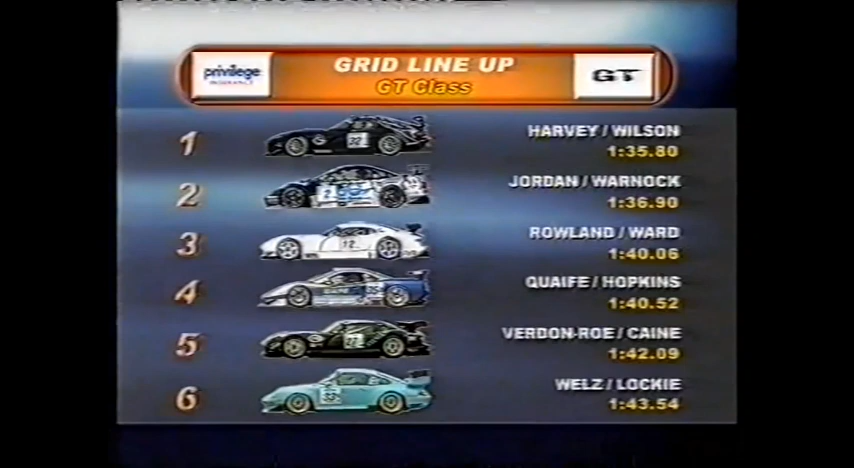 privilege
INSURANCE
GRID LINE UP
GT Class
GT
1
HARVEY / WILSON
1:35.80
2
JORDAN / WARNOCK
1:36.90
3
ROWLAND / WARD
1:40.06
4
QUAIFE / HOPKINS
1:40.52
5
VERDON-ROE / CAINE
1:42.09
6
WELZ / LOCKIE
1:43.54